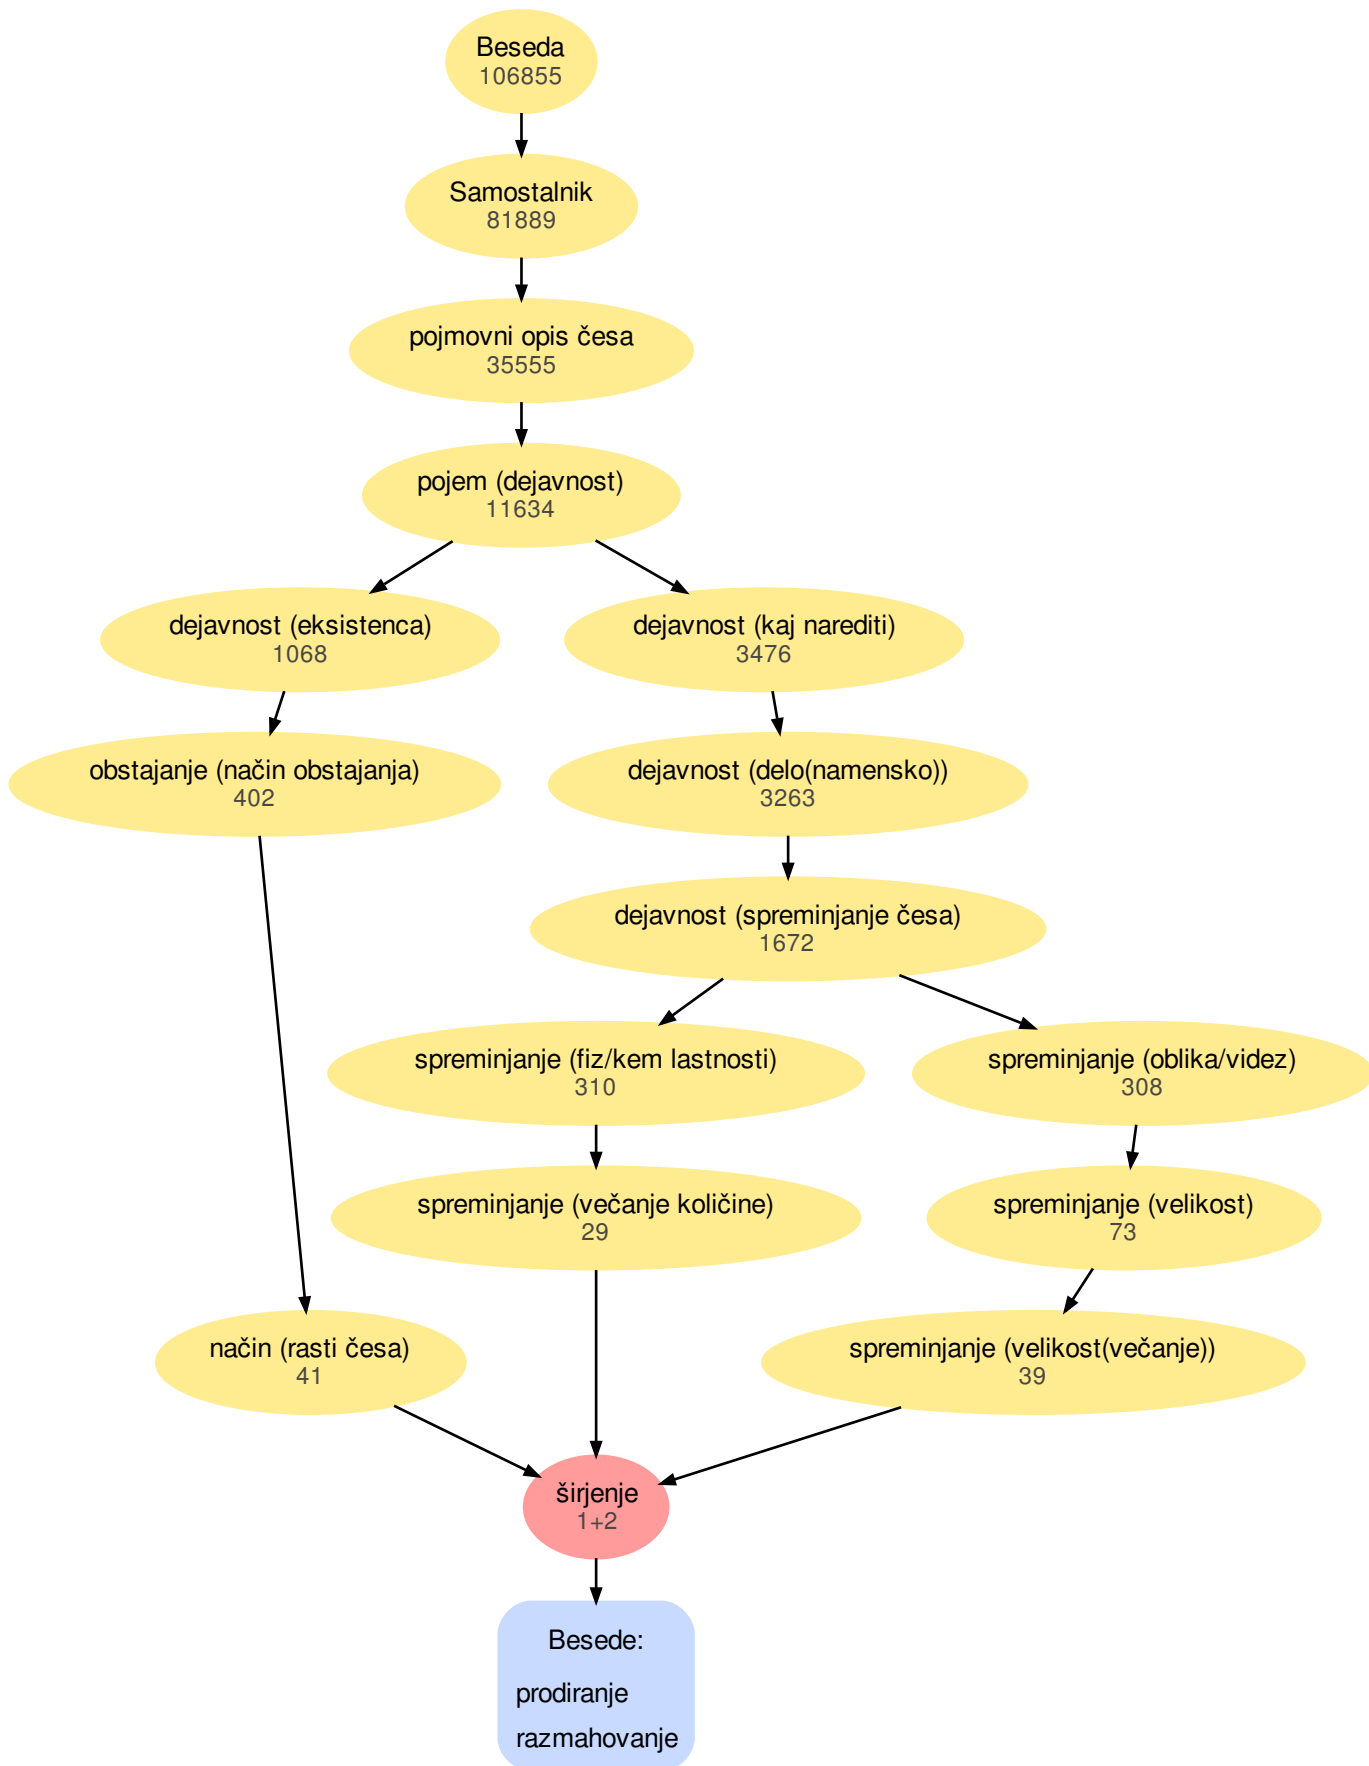 Beseda
106855
Samostalnik
81889
pojmovni opis česa
35555
pojem (dejavnost)
11634
dejavnost (eksistenca)
1068
dejavnost (kaj narediti)
3476
obstajanje (način obstajanja)
402
dejavnost (delo(namensko))
3263
dejavnost (spreminjanje česa)
1672
spreminjanje (fiz/kem lastnosti)
310
spreminjanje (oblika/videz)
308
spreminjanje (večanje količine)
29
spreminjanje (velikost)
73
način (rasti česa)
41
spreminjanje (velikost(večanje))
39
širjenje
1+2
Besede:
prodiranje
razmahovanje